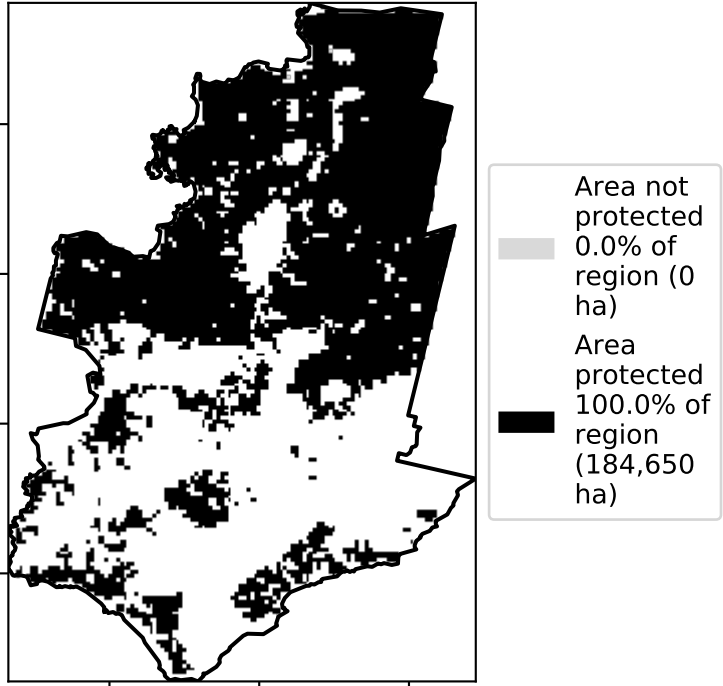 Area not
protected
0.0% of
region (0
ha)
Area
protected
100.0% of
region
(184,650
ha)